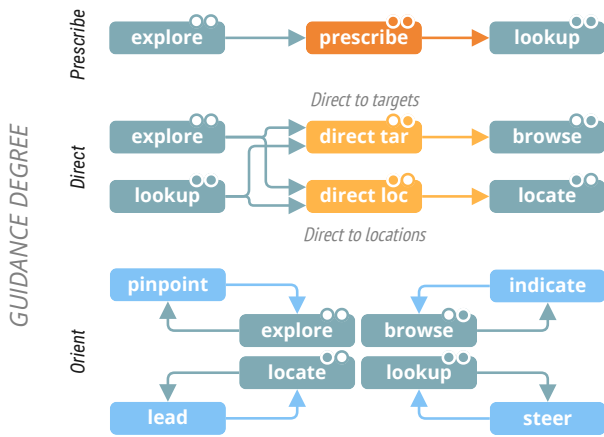 GUIDANCE DEGREE
Prescribe
explore
prescribe
lookup
Direct
Direct to targets
explore
direct tar
browse
lookup
direct loc
locate
Direct to locations
Orient
pinpoint
indicate
explore
browse
locate
lookup
lead
steer